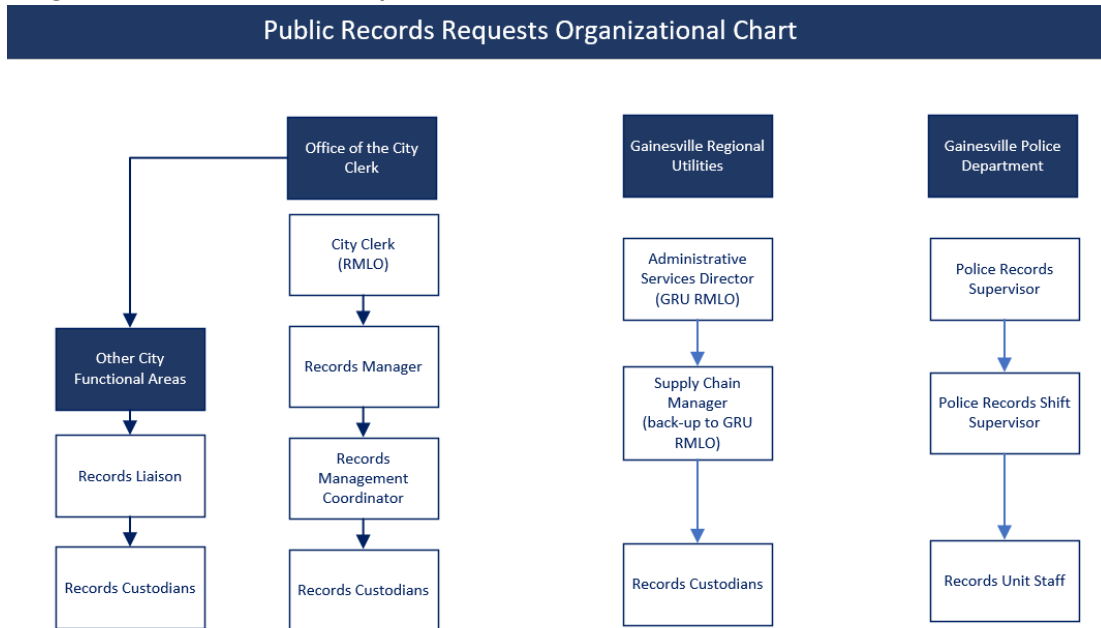 Public Records Requests Organizational Chart
Office of the City
Clerk
City Clerk
(RMLO)
Records Manager
Records
Management
Coordinator
Records Custodians
Other City
Functional Areas
Records Liaison
Records Custodians
Gainesville Regional
Utilities
Administrative
Services Director
(GRU RMLO)
Supply Chain
Manager
(back-up to GRU
RMLO)
Records Custodians
Gainesville Police
Department
Police Records
Supervisor
Police Records Shift
Supervisor
Records Unit Staff